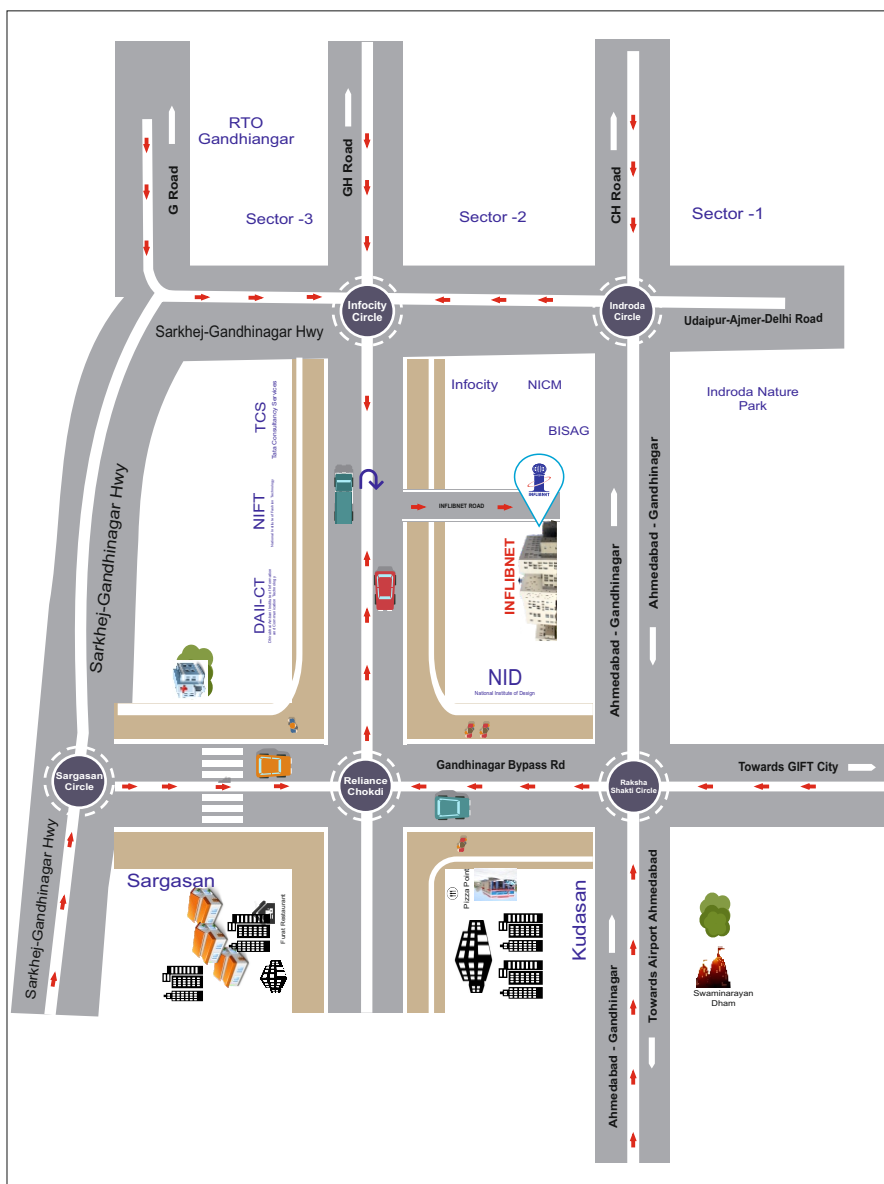 RTO
Gandhiangar
G Road
GH Road
CH Road
Sector -3
Sector -2
Sector -1
Infocity
Circle
Indroda
Circle
Sarkhej-Gandhinagar Hwy
Udaipur-Ajmer-Delhi Road
TCS
Tata Consultancy Services
Infocity
NICM
BISAG
Indroda Nature
Park
Sarkhej-Gandhinagar Hwy
NIFT
INFLIBNET ROAD
INFLIBNET
INFLIBNET
Ahmedabad - Gandhinagar
Ahmedabad - Gandhinagar
DAII-CT
NID
National Institute of Design
Sargasan
Circle
Reliance
Chokdi
Gandhinagar Bypass Rd
Raksha
Shakti Circle
Towards GIFT City
Sarkhej-Gandhinagar Hwy
Sargasan
Furat Restaurant
Pizza Point
Kudasan
Ahmedabad - Gandhinagar
Towards Airport Ahmedabad
Swaminarayan
Dham